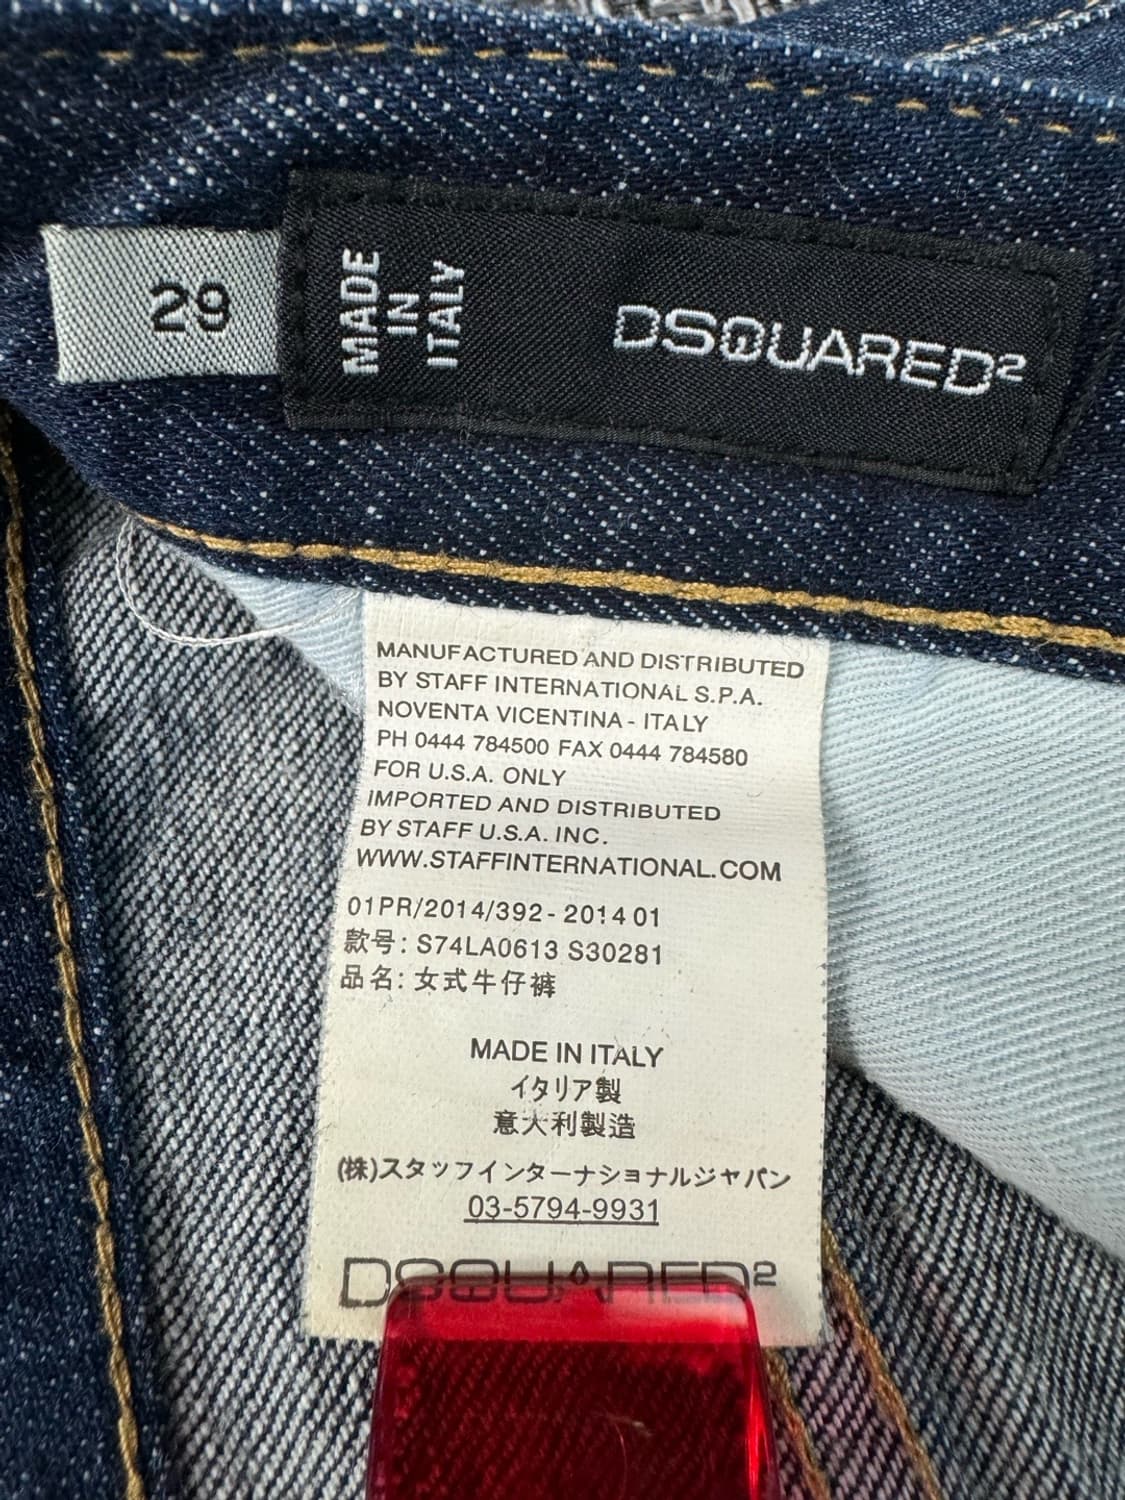 29
MADE
IN
ITALY
DSQUARED²
MANUFACTURED AND DISTRIBUTED
BY STAFF INTERNATIONAL S.P.A.
NOVENTA VICENTINA - ITALY
PH 0444 784500 FAX 0444 784580
FOR U.S.A. ONLY
IMPORTED AND DISTRIBUTED
BY STAFF U.S.A. INC.
WWW.STAFFINTERNATIONAL.COM
01PR/2014/392 - 2014 01
款号: S74LA0613 S30281
品名: 女式牛仔裤
MADE IN ITALY
イタリア製
意大利製造
(株)スタッフインターナショナルジャパン
03-5794-9931
DSQUARED²